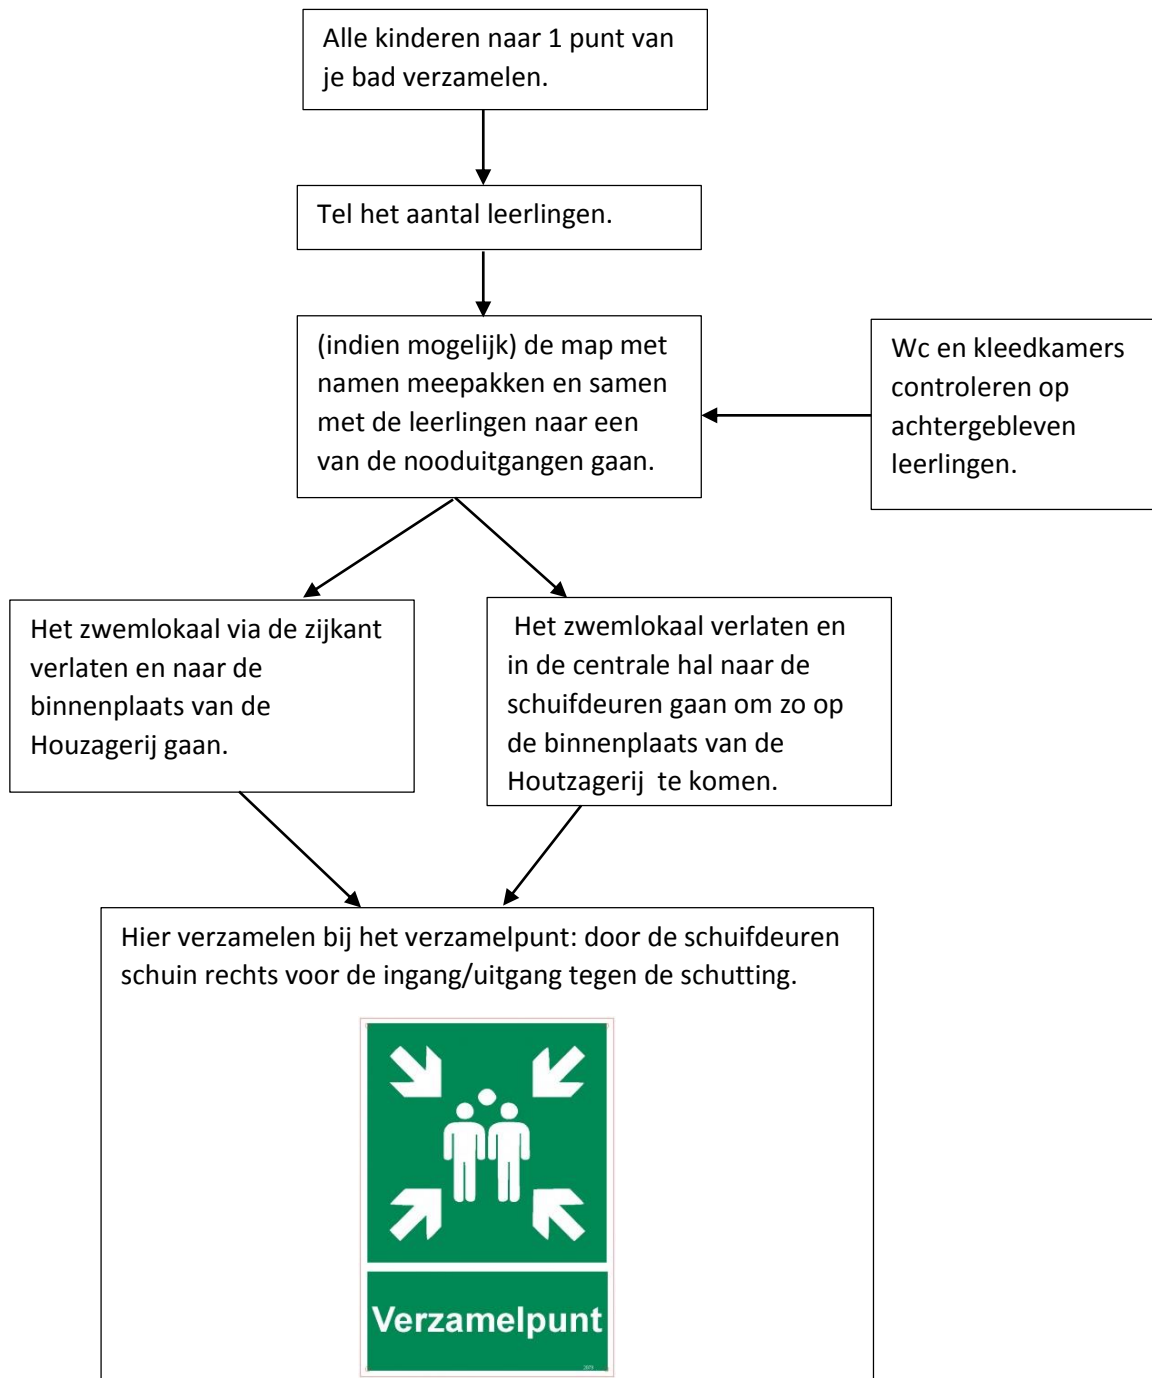 Alle kinderen naar 1 punt van
je bad verzamelen.
Tel het aantal leerlingen.
(indien mogelijk) de map met
namen meepakken en samen
met de leerlingen naar een
van de nooduitgangen gaan.
Wc en kleedkamers
controleren op
achtergebleven
leerlingen.
Het zwemlokaal via de zijkant
verlaten en naar de
binnenplaats van de
Houzagerij gaan.
Het zwemlokaal verlaten en
in de centrale hal naar de
schuifdeuren gaan om zo op
de binnenplaats van de
Houtzagerij te komen.
Hier verzamelen bij het verzamelpunt: door de schuifdeuren
schuin rechts voor de ingang/uitgang tegen de schutting.
Verzamelpunt